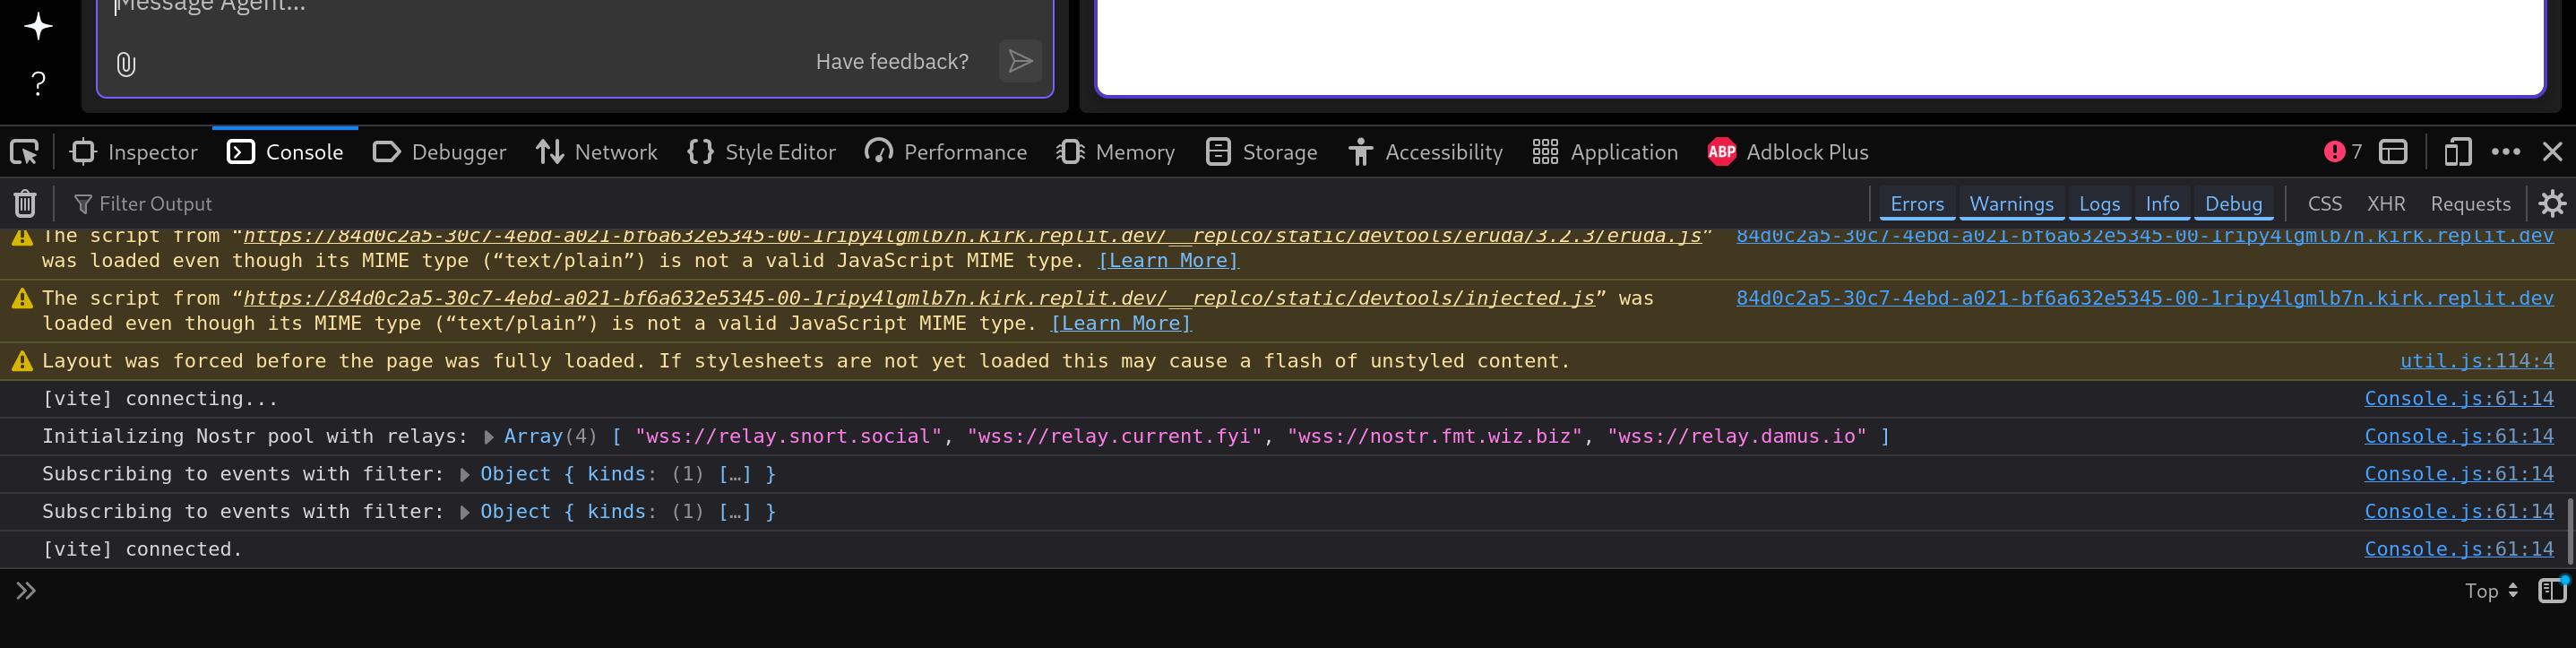 Message Agent...
?
Have feedback?
Inspector
Console
Debugger
Network
{} Style Editor
Performance
Memory
Storage
Accessibility
Application
ABP Adblock Plus
7
Filter Output
Errors
Warnings
Logs
Info
Debug
CSS
XHR
Requests
The script from “https://84d0c2a5-30c7-4ebd-a021-bf6a632e5345-00-1ripy4lgmlb7n.kirk.replit.dev/__replco/static/devtools/eruda/3.2.3/eruda.js” 84d0c2a5-30c7-4ebd-a021-bf6a632e5345-00-1ripy4lgmlb7n.kirk.replit.dev
was loaded even though its MIME type (“text/plain”) is not a valid JavaScript MIME type. [Learn More]
The script from “https://84d0c2a5-30c7-4ebd-a021-bf6a632e5345-00-1ripy4lgmlb7n.kirk.replit.dev/__replco/static/devtools/injected.js” was 84d0c2a5-30c7-4ebd-a021-bf6a632e5345-00-1ripy4lgmlb7n.kirk.replit.dev
loaded even though its MIME type (“text/plain”) is not a valid JavaScript MIME type. [Learn More]
Layout was forced before the page was fully loaded. If stylesheets are not yet loaded this may cause a flash of unstyled content. util.js:114:4
[vite] connecting... Console.js:61:14
Initializing Nostr pool with relays: Array(4) [ "wss://relay.snort.social", "wss://relay.current.fyi", "wss://nostr.fmt.wiz.biz", "wss://relay.damus.io" ] Console.js:61:14
Subscribing to events with filter: Object { kinds: (1) […] } Console.js:61:14
Subscribing to events with filter: Object { kinds: (1) […] } Console.js:61:14
[vite] connected. Console.js:61:14
Top